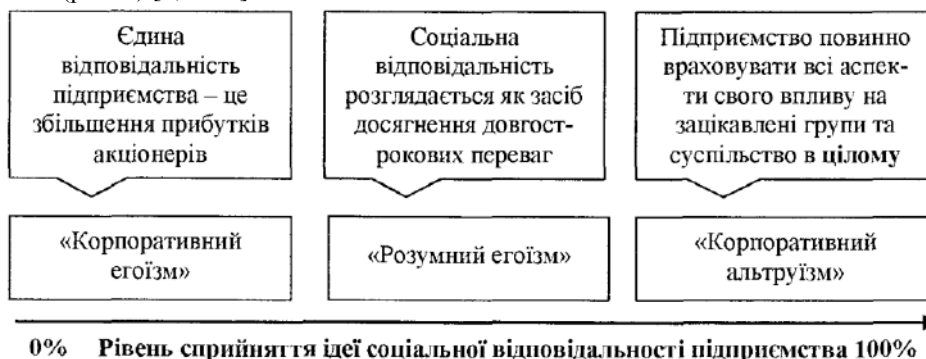 Єдина
відповідальність
підприємства – це
збільшення прибутків
акціонерів
Соціальна
відповідальність
розглядається як засіб
досягнення довгост-
рокових переваг
Підприємство повинно
враховувати всі аспек-
ти свого впливу на
зацікавлені групи та
суспільство в цілому
«Корпоративний
егоїзм»
«Розумний егоїзм»
«Корпоративний
альтруїзм»
0% Рівень сприйняття ідеї соціальної відповідальності підприємства 100%